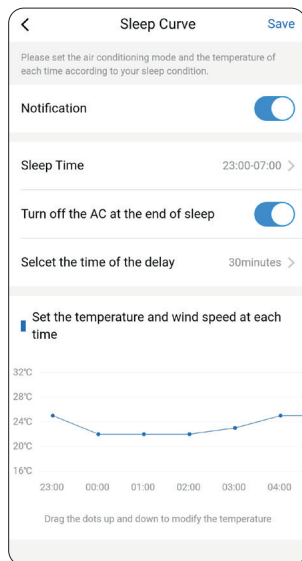 Sleep Curve Save
Please set the air conditioning mode and the temperature of
each time according to your sleep condition.
Notification
Sleep Time 23:00-07:00
Turn off the AC at the end of sleep
Selcet the time of the delay 30minutes
Set the temperature and wind speed at each
time
32°C
28°C
24°C
20°C
16°C
23:00 00:00 01:00 02:00 03:00 04:00
Drag the dots up and down to modify the temperature